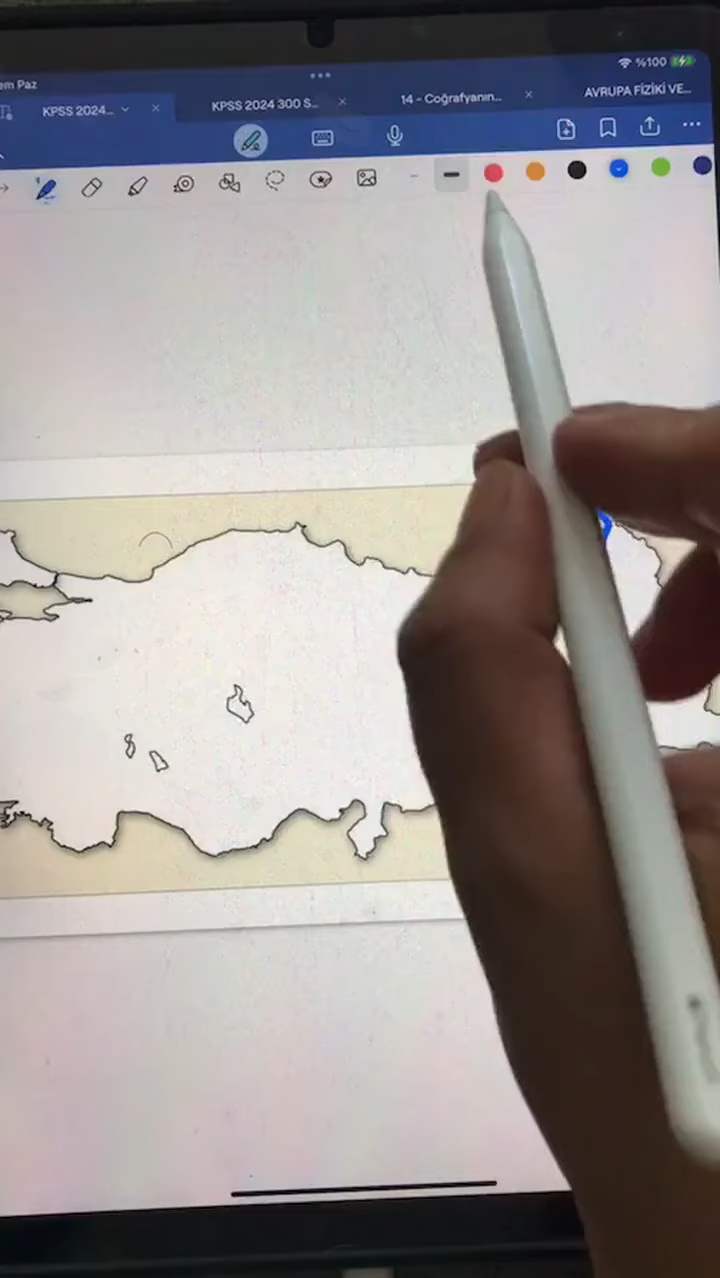 em Paz
%100
KPSS 2024...
KPSS 2024 300 S...
14 - Coğrafyanın...
AVRUPA FİZİKİ VE...